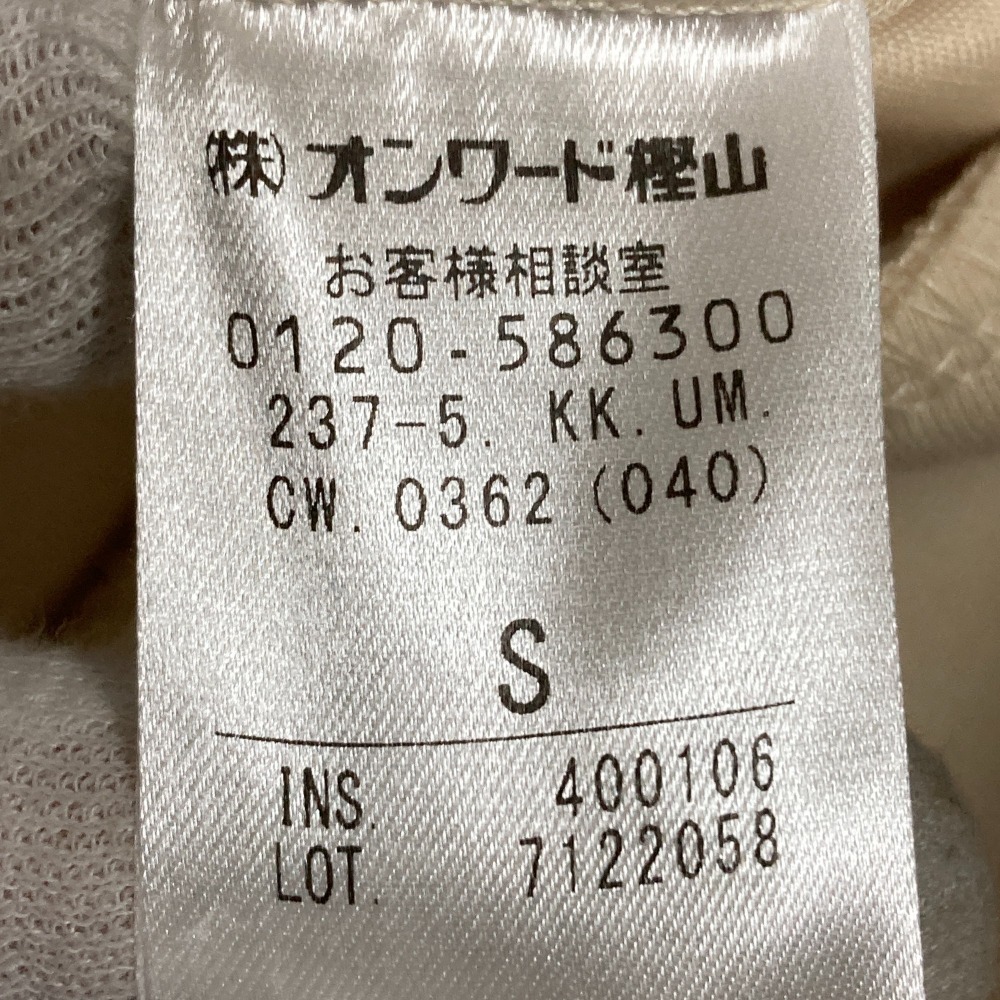 (株)オンワード樫山
お客様相談室
0120-586300
237-5. KK. UM.
CW. 0362 (040)
S
INS. 400106
LOT. 7122058